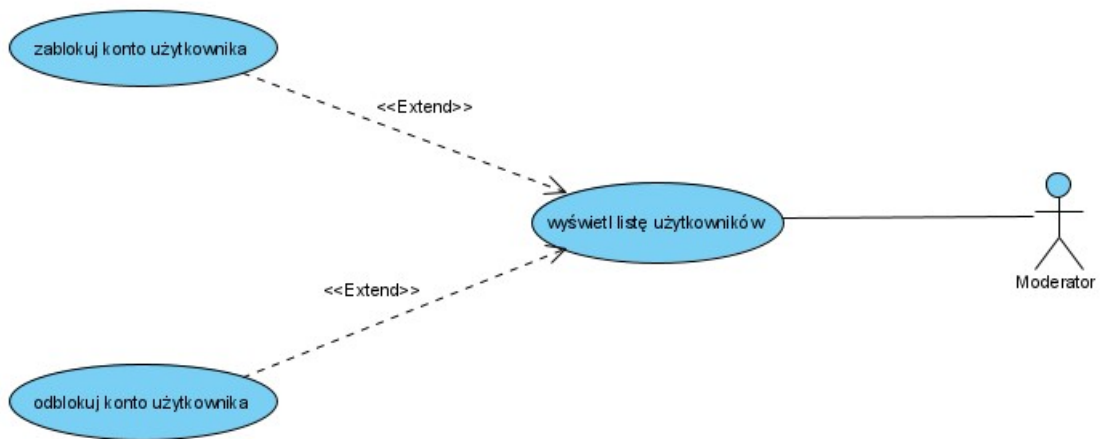 zablokuj konto użytkownika
<<Extend>>
wyświetl listę użytkowników
Moderator
<<Extend>>
odblokuj konto użytkownika